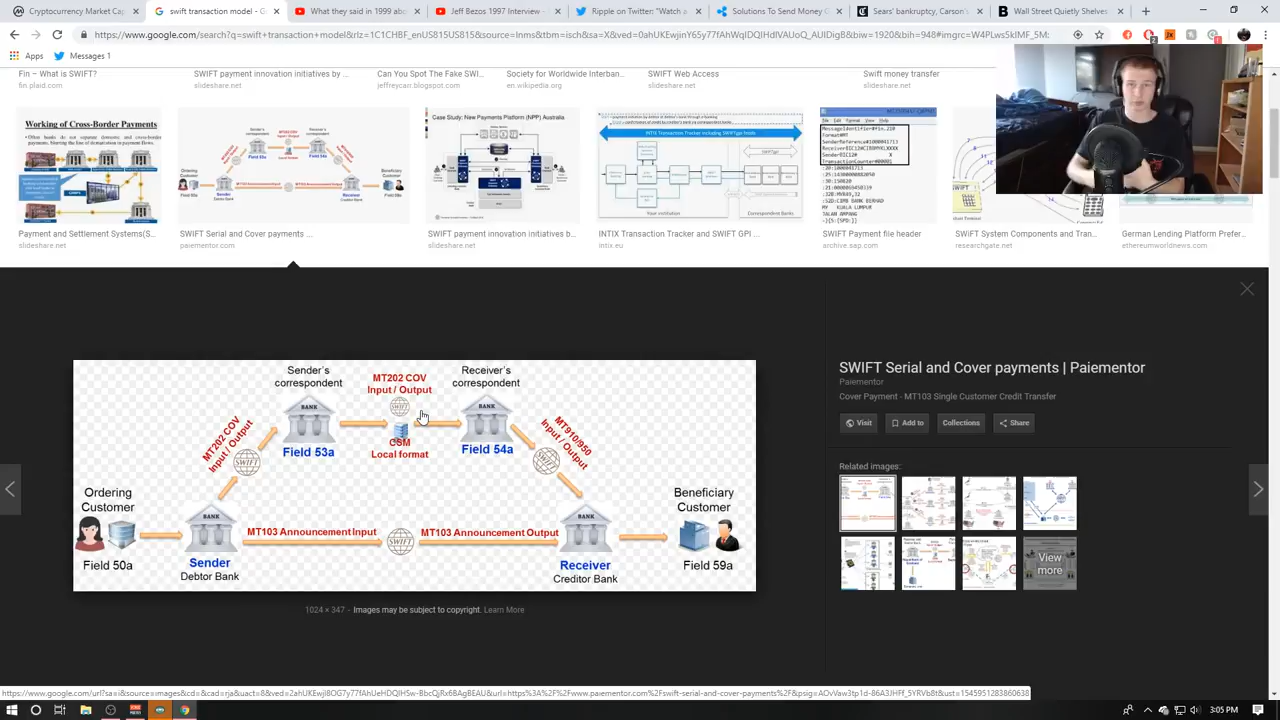 Cryptocurrency Market Cap
swift transaction model - G
What they said in 1999 abo
Jeff Bezos 1997 Interview -
Ripple on Twitter: "Watch a
Solutions To Send Money G
Sears' bankruptcy, Carson's
Wall Street Quietly Shelves
Apps
Messages 1
Fin – What is SWIFT?
fin.plaid.com
SWIFT payment innovation initiatives by ...
slideshare.net
Can You Spot The Fake SWI...
jeffreycarr.blogspot.com
Society for Worldwide Interban...
en.wikipedia.org
SWIFT Web Access
slideshare.net
Swift money transfer
slideshare.net
Working of Cross-Border Payments
Case Study: New Payments Platform (NPP) Australia
Payment and Settlement Systems(S...
slideshare.net
SWIFT Serial and Cover payments ...
paiementor.com
SWIFT payment innovation initiatives b...
slideshare.net
INTIX Transaction Tracker and SWIFT GPI ...
intix.eu
SWIFT Payment file header
archive.sap.com
SWIFT System Components and Tran...
researchgate.net
German Lending Platform Prefer...
ethereumworldnews.com
Sender's
correspondent
MT202 COV
Input / Output
Receiver's
correspondent
BANK
SWIFT
BANK
MT202 COV
Input / Output
CSM
Local format
MT910/950
Input / Output
Field 53a
Field 54a
SWIFT
SWIFT
Ordering
Customer
Beneficiary
Customer
BANK
BANK
MT103 Announcement Input
SWIFT
MT103 Announcement Output
Field 50a
Sender
Debtor Bank
Receiver
Creditor Bank
Field 59a
1024 × 347 - Images may be subject to copyright. Learn More
SWIFT Serial and Cover payments | Paiementor
Paiementor
Cover Payment - MT103 Single Customer Credit Transfer
Visit
Add to
Collections
Share
Related images:
View
more
3:05 PM